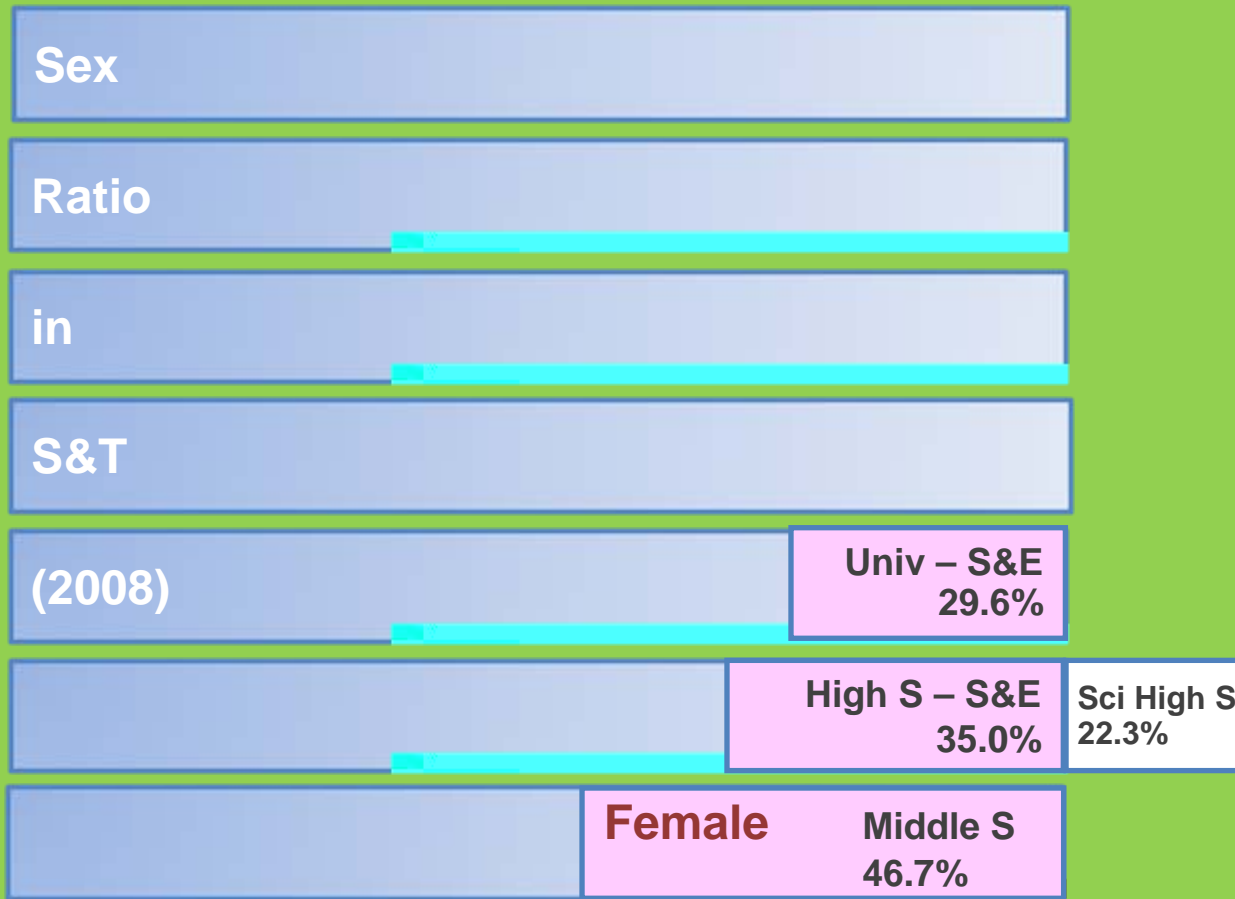 Sex
Ratio
in
S&T
(2008)
Univ – S&E
29.6%
High S – S&E
35.0%
Sci High S
22.3%
Female
Middle S
46.7%